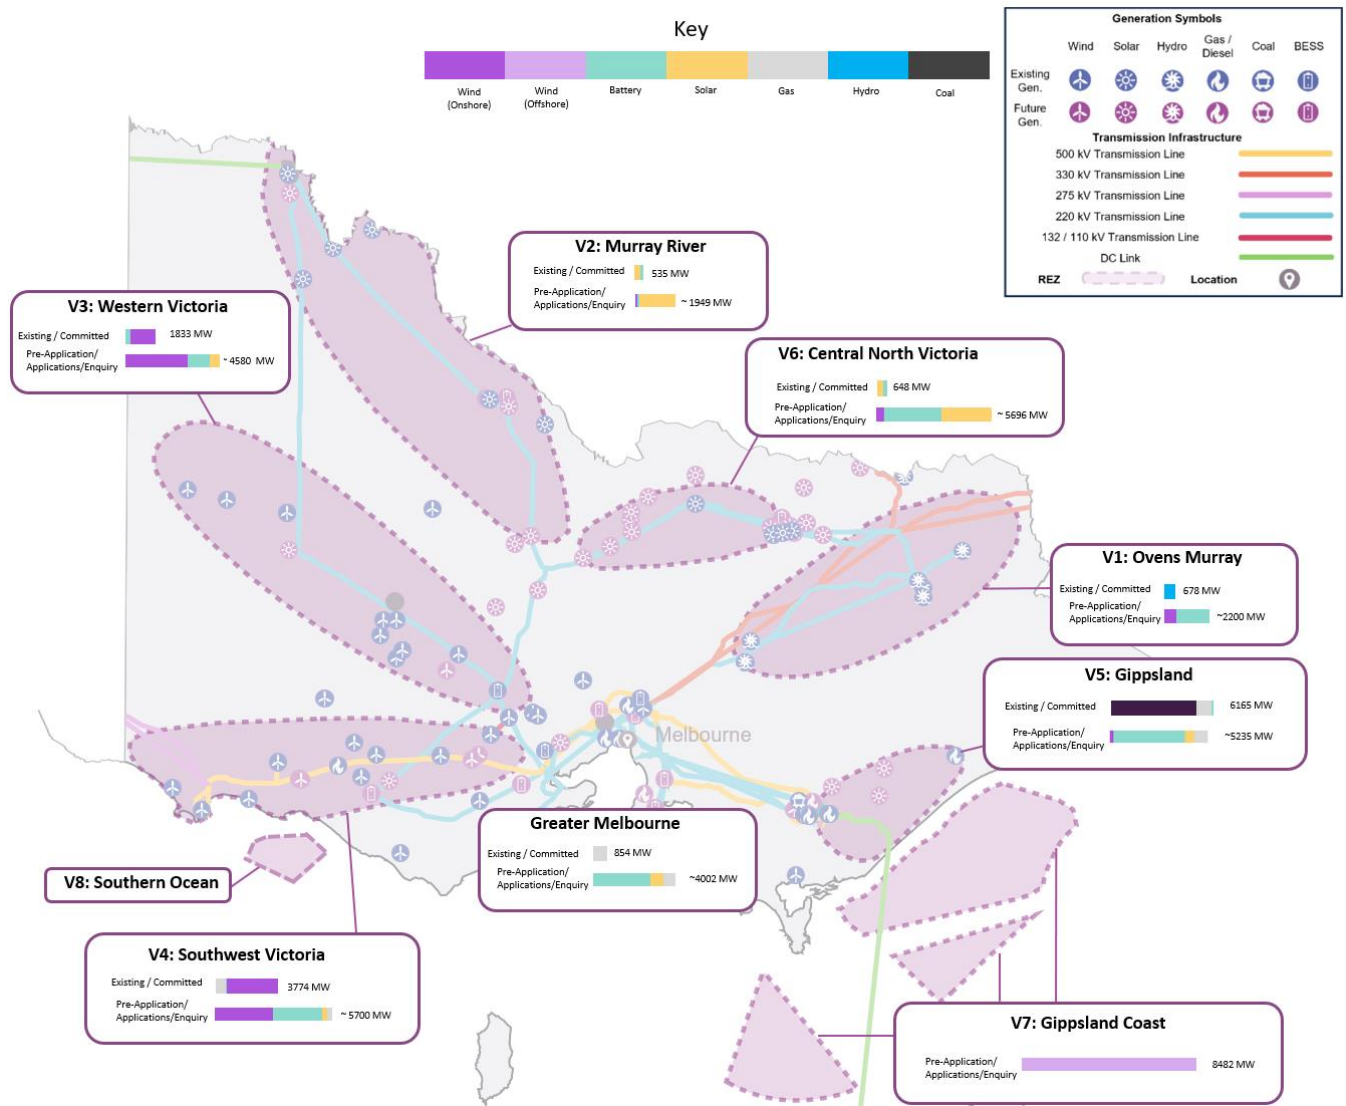 Key
Wind
(Onshore)
Wind
(Offshore)
Battery
Solar
Gas
Hydro
Coal
Generation Symbols
Wind
Solar
Hydro
Gas /
Diesel
Coal
BESS
Existing
Gen.
Future
Gen.
Transmission Infrastructure
500 kV Transmission Line
330 kV Transmission Line
275 kV Transmission Line
220 kV Transmission Line
132 / 110 kV Transmission Line
DC Link
REZ
Location
V2: Murray River
Existing / Committed 535 MW
Pre-Application/
Applications/Enquiry ~ 1949 MW
V3: Western Victoria
Existing / Committed 1833 MW
Pre-Application/
Applications/Enquiry ~ 4580 MW
V6: Central North Victoria
Existing / Committed 648 MW
Pre-Application/
Applications/Enquiry ~ 5696 MW
V1: Ovens Murray
Existing / Committed 678 MW
Pre-Application/
Applications/Enquiry ~2200 MW
V5: Gippsland
Existing / Committed 6165 MW
Pre-Application/
Applications/Enquiry ~5235 MW
Melbourne
Greater Melbourne
Existing / Committed 854 MW
Pre-Application/
Applications/Enquiry ~4002 MW
V8: Southern Ocean
V4: Southwest Victoria
Existing / Committed 3774 MW
Pre-Application/
Applications/Enquiry ~ 5700 MW
V7: Gippsland Coast
Pre-Application/
Applications/Enquiry 8482 MW